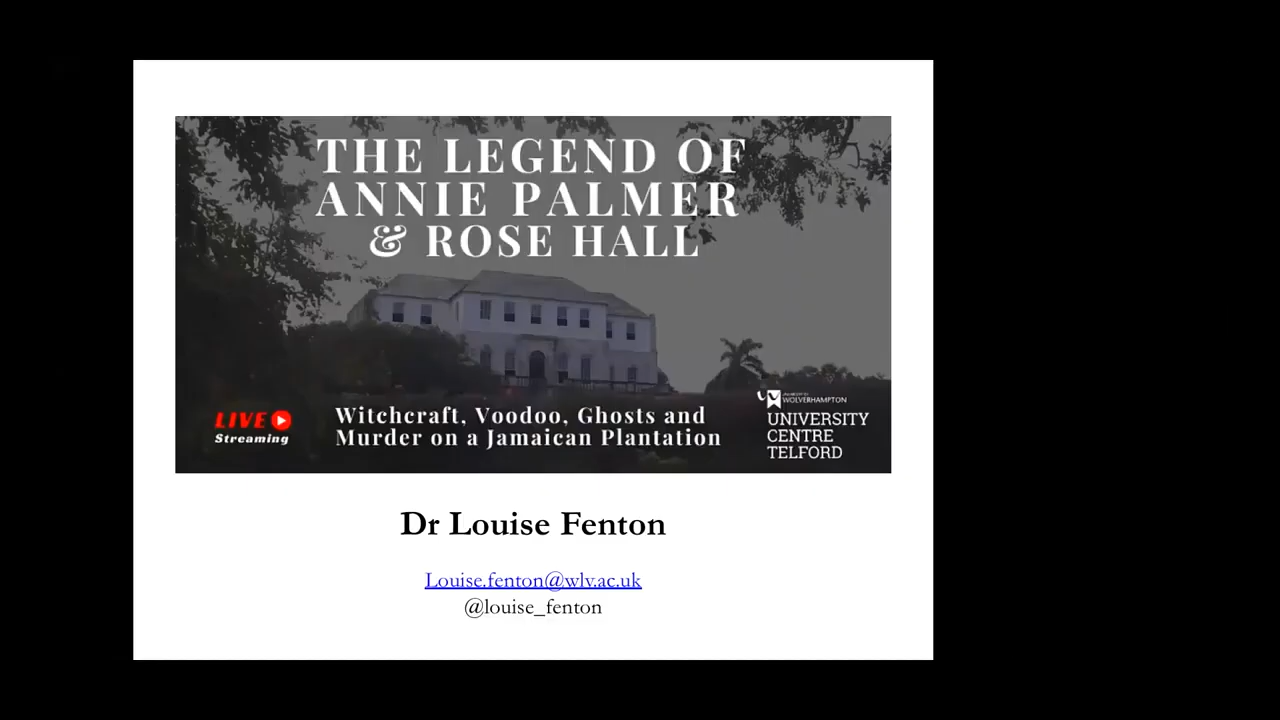 THE LEGEND OF
ANNIE PALMER
& ROSE HALL
LIVE
Streaming
Witchcraft, Voodoo, Ghosts and
Murder on a Jamaican Plantation
UNIVERSITY OF
WOLVERHAMPTON
UNIVERSITY
CENTRE
TELFORD
Dr Louise Fenton
Louise.fenton@wlv.ac.uk
@louise_fenton